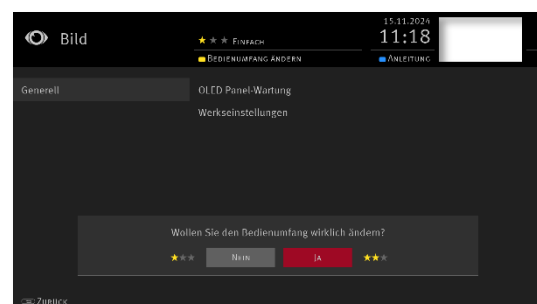 Bild
★★★ EINFACH
BEDIENUMFANG ÄNDERN
15.11.2024
11:18
ANLEITUNG
Generell
OLED Panel-Wartung
Werkseinstellungen
Wollen Sie den Bedienumfang wirklich ändern?
★★★ NEIN JA ★★★
ZURÜCK